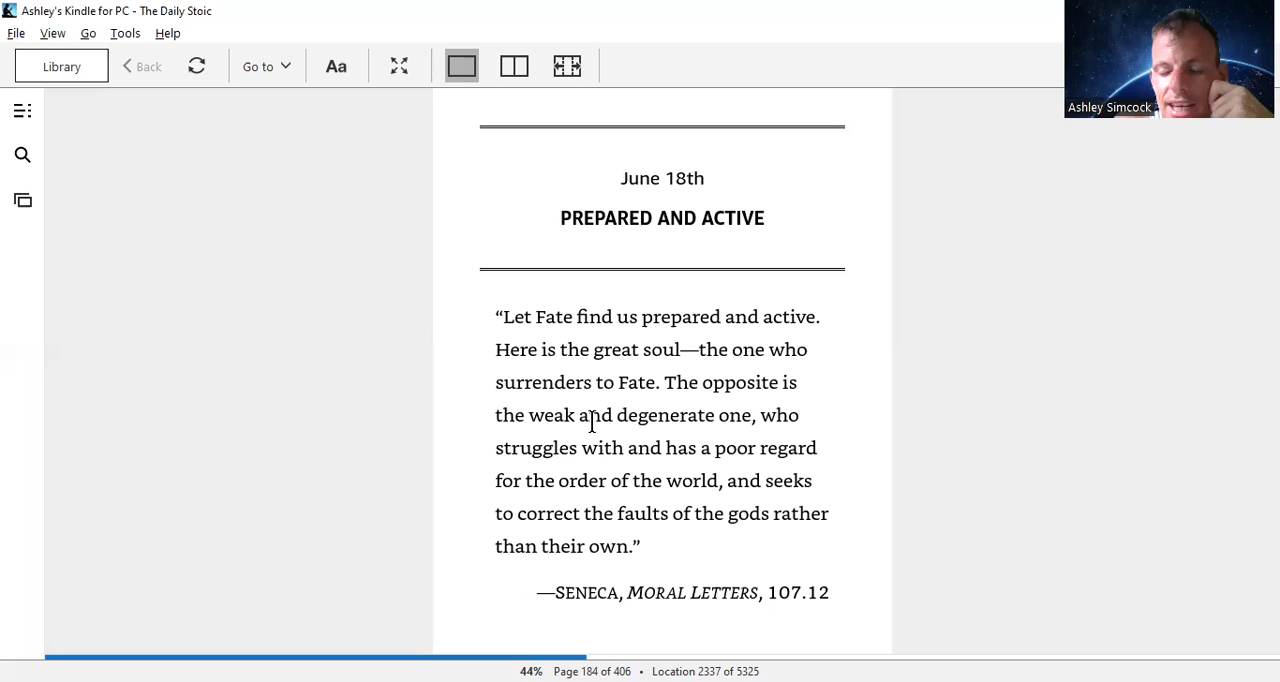 Ashley's Kindle for PC - The Daily Stoic
File View Go Tools Help
Library Back Go to Aa
Ashley Simcock
June 18th
PREPARED AND ACTIVE
“Let Fate find us prepared and active.
Here is the great soul—the one who
surrenders to Fate. The opposite is
the weak and degenerate one, who
struggles with and has a poor regard
for the order of the world, and seeks
to correct the faults of the gods rather
than their own.”
—SENECA, MORAL LETTERS, 107.12
44% Page 184 of 406 • Location 2337 of 5325